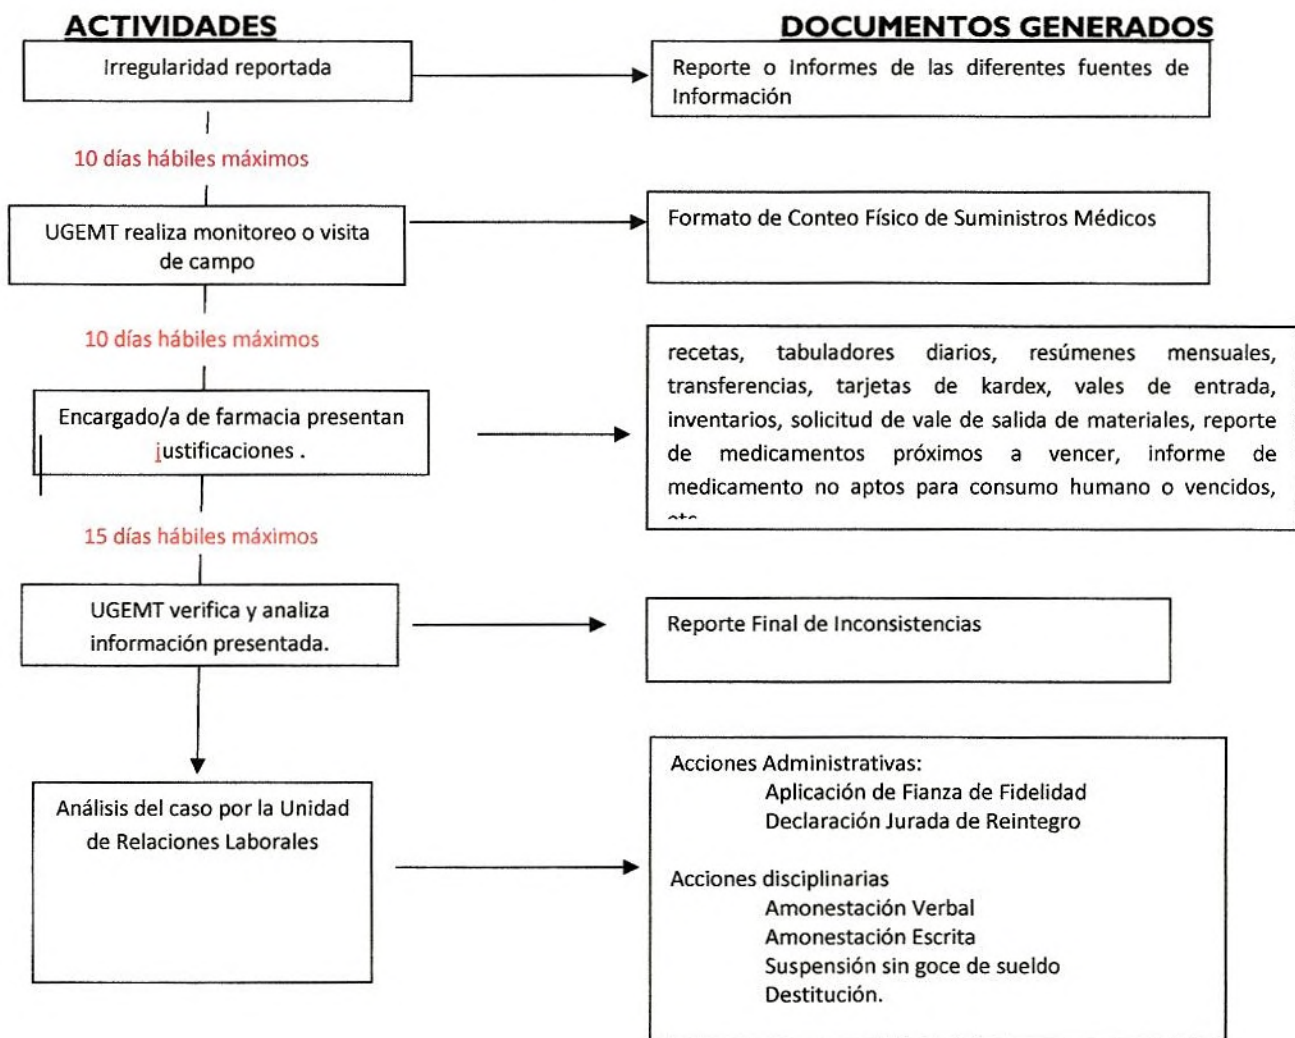 ACTIVIDADES
DOCUMENTOS GENERADOS
Irregularidad reportada
Reporte o Informes de las diferentes fuentes de
Información
10 días hábiles máximos
UGEMT realiza monitoreo o visita
de campo
Formato de Conteo Físico de Suministros Médicos
10 días hábiles máximos
Encargado/a de farmacia presentan
justificaciones .
recetas, tabuladores diarios, resúmenes mensuales,
transferencias, tarjetas de kardex, vales de entrada,
inventarios, solicitud de vale de salida de materiales, reporte
de medicamentos próximos a vencer, informe de
medicamento no aptos para consumo humano o vencidos,
15 días hábiles máximos
UGEMT verifica y analiza
información presentada.
Reporte Final de Inconsistencias
Análisis del caso por la Unidad
de Relaciones Laborales
Acciones Administrativas:
Aplicación de Fianza de Fidelidad
Declaración Jurada de Reintegro
Acciones disciplinarias
Amonestación Verbal
Amonestación Escrita
Suspensión sin goce de sueldo
Destitución.